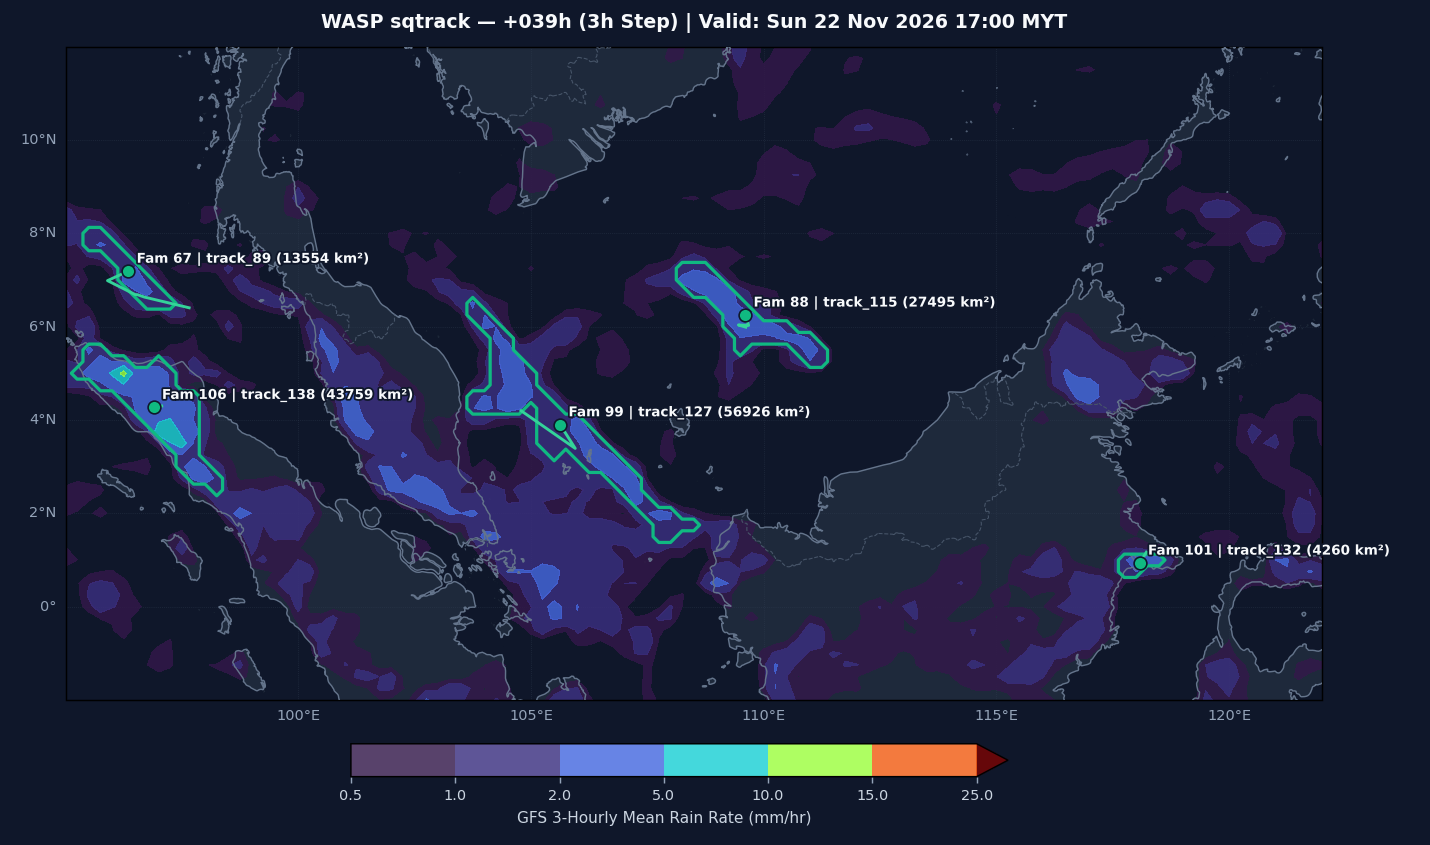 WASP sqtrack — +039h (3h Step) | Valid: Sun 22 Nov 2026 17:00 MYT
10°N
8°N
6°N
4°N
2°N
0°
Fam 67 | track_89 (13554 km²)
Fam 88 | track_115 (27495 km²)
Fam 106 | track_138 (43759 km²)
Fam 99 | track_127 (56926 km²)
Fam 101 | track_132 (4260 km²)
100°E 105°E 110°E 115°E 120°E
0.5 1.0 2.0 5.0 10.0 15.0 25.0
GFS 3-Hourly Mean Rain Rate (mm/hr)